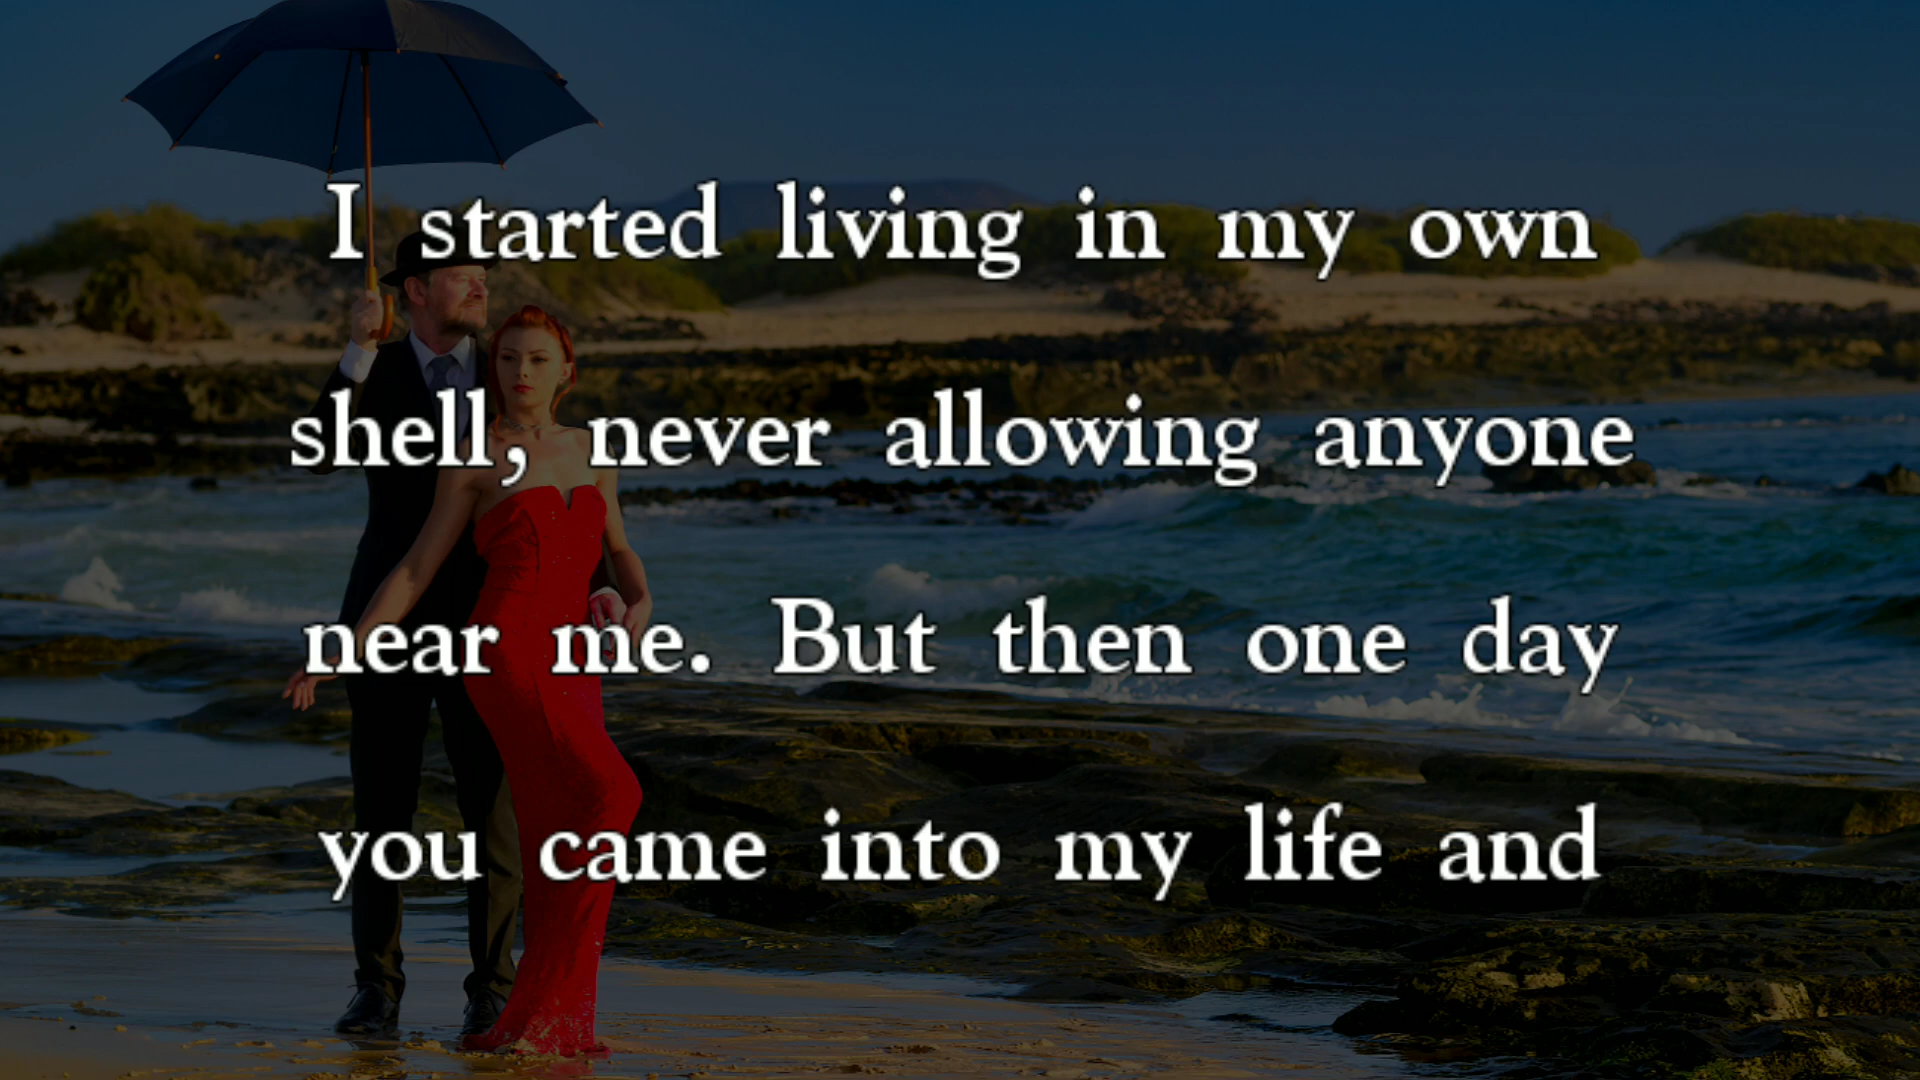 I started living in my own
shell, never allowing anyone
near me. But then one day
you came into my life and